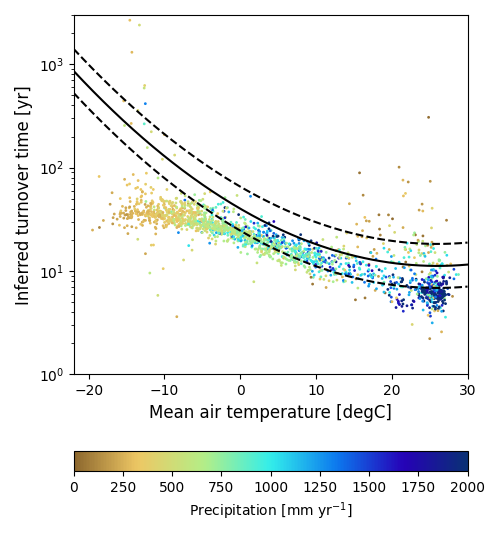 Inferred turnover time [yr]
10³
10²
10¹
10⁰
−20 −10 0 10 20 30
Mean air temperature [degC]
0 250 500 750 1000 1250 1500 1750 2000
Precipitation [mm yr⁻¹]